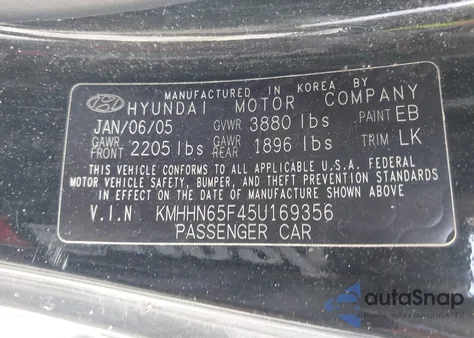 MANUFACTURED IN KOREA BY
HYUNDAI MOTOR COMPANY
JAN/06/05 GVWR 3880 lbs PAINT EB
GAWR FRONT 2205 lbs GAWR REAR 1896 lbs TRIM LK
THIS VEHICLE CONFORMS TO ALL APPLICABLE U.S.A. FEDERAL
MOTOR VEHICLE SAFETY, BUMPER, AND THEFT PREVENTION STANDARDS
IN EFFECT ON THE DATE OF MANUFACTURE SHOWN ABOVE
V.I.N KMHHN65F45U169356
PASSENGER CAR
autaSnap